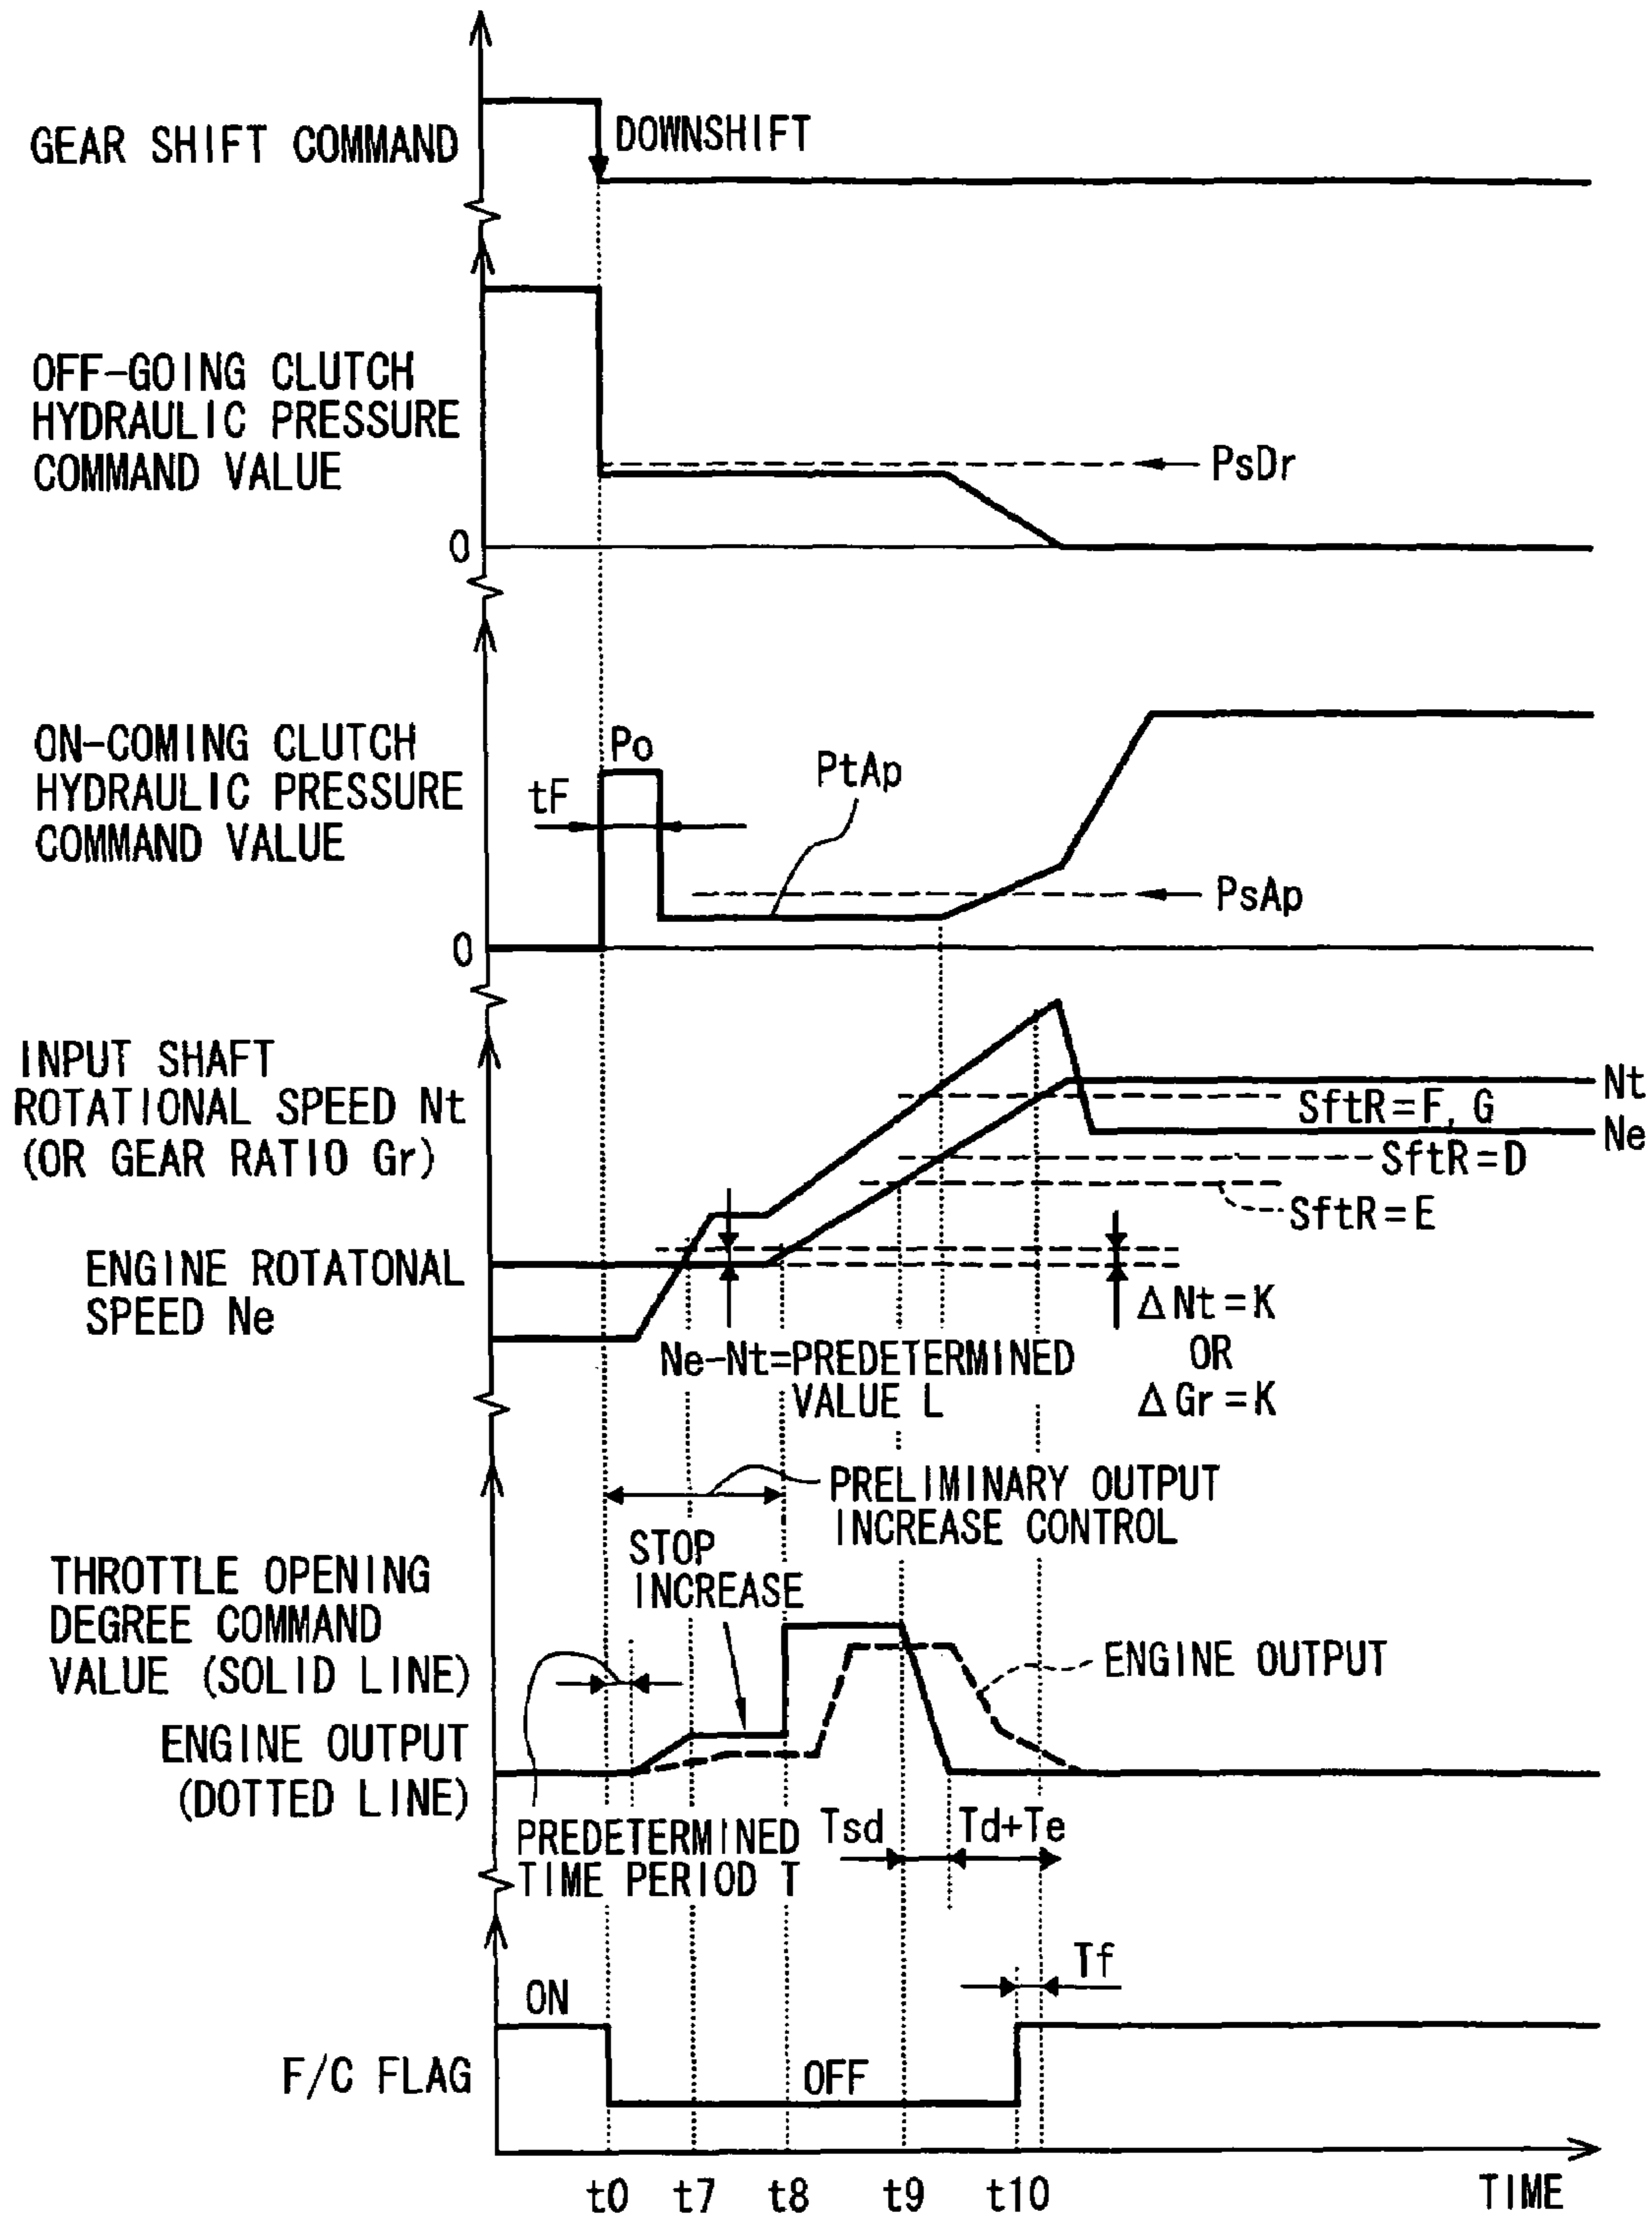 GEAR SHIFT COMMAND
DOWNSHIFT
OFF-GOING CLUTCH
HYDRAULIC PRESSURE
COMMAND VALUE
PsDr
0
ON-COMING CLUTCH
HYDRAULIC PRESSURE
COMMAND VALUE
Po
tF
PtAp
PsAp
0
INPUT SHAFT
ROTATIONAL SPEED Nt
(OR GEAR RATIO Gr)
Nt
SftR=F, G
Ne
SftR=D
SftR=E
ENGINE ROTATONAL
SPEED Ne
ΔNt=K
OR
ΔGr=K
Ne-Nt=PREDETERMINED
VALUE L
PRELIMINARY OUTPUT
INCREASE CONTROL
STOP
INCREASE
THROTTLE OPENING
DEGREE COMMAND
VALUE (SOLID LINE)
ENGINE OUTPUT
ENGINE OUTPUT
(DOTTED LINE)
PREDETERMINED
TIME PERIOD T
Tsd
Td+Te
Tf
ON
F/C FLAG
OFF
t0 t7 t8 t9 t10 TIME